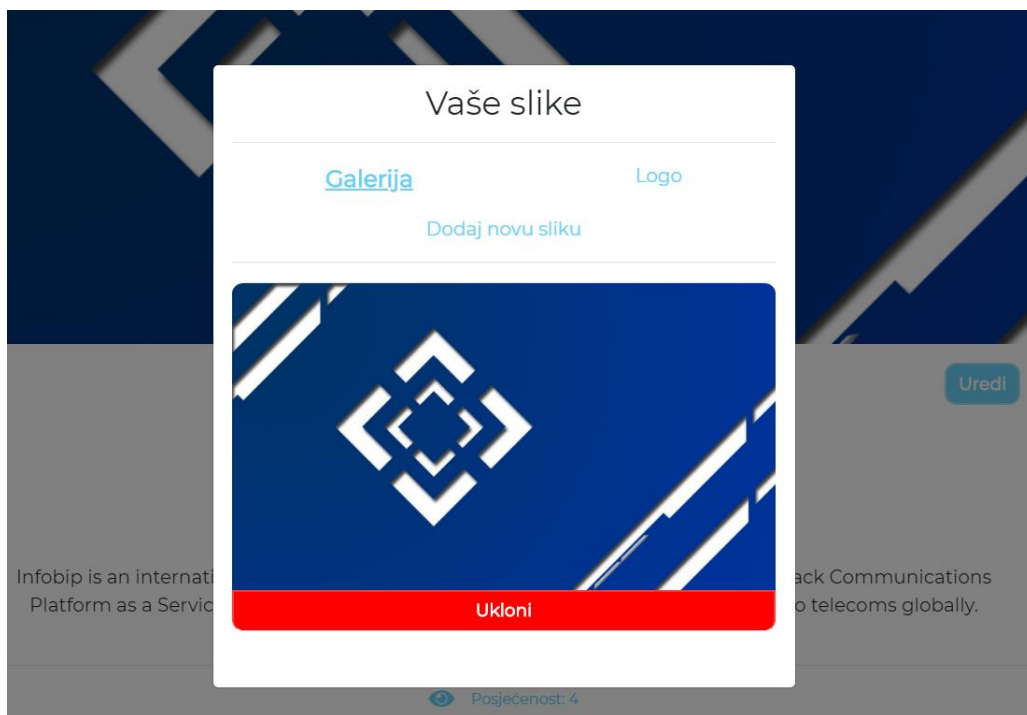 Vaše slike
Galerija
Logo
Dodaj novu sliku
Uredi
Ukloni
Infobip is an internati
ack Communications
Platform as a Servic
o telecoms globally.
Posjećenost: 4